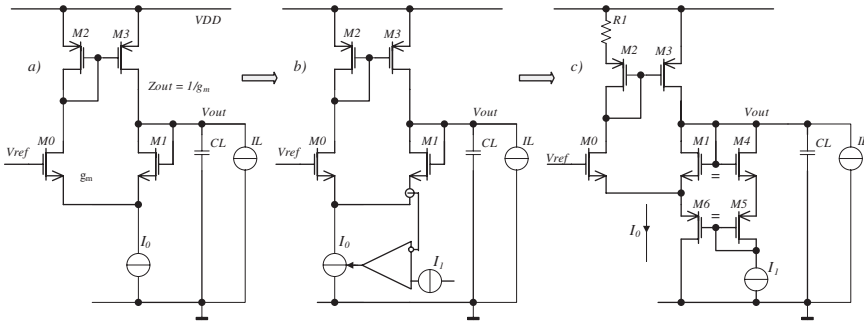 VDD
a)
M2
M3
Zout = 1/gm
Vout
M0
M1
CL
IL
Vref
gm
I0
b)
M2
M3
Vout
M0
M1
CL
IL
Vref
I0
I1
c)
R1
M2
M3
Vout
M0
M1
M4
CL
Vref
=
M6
=
M5
I0
I1